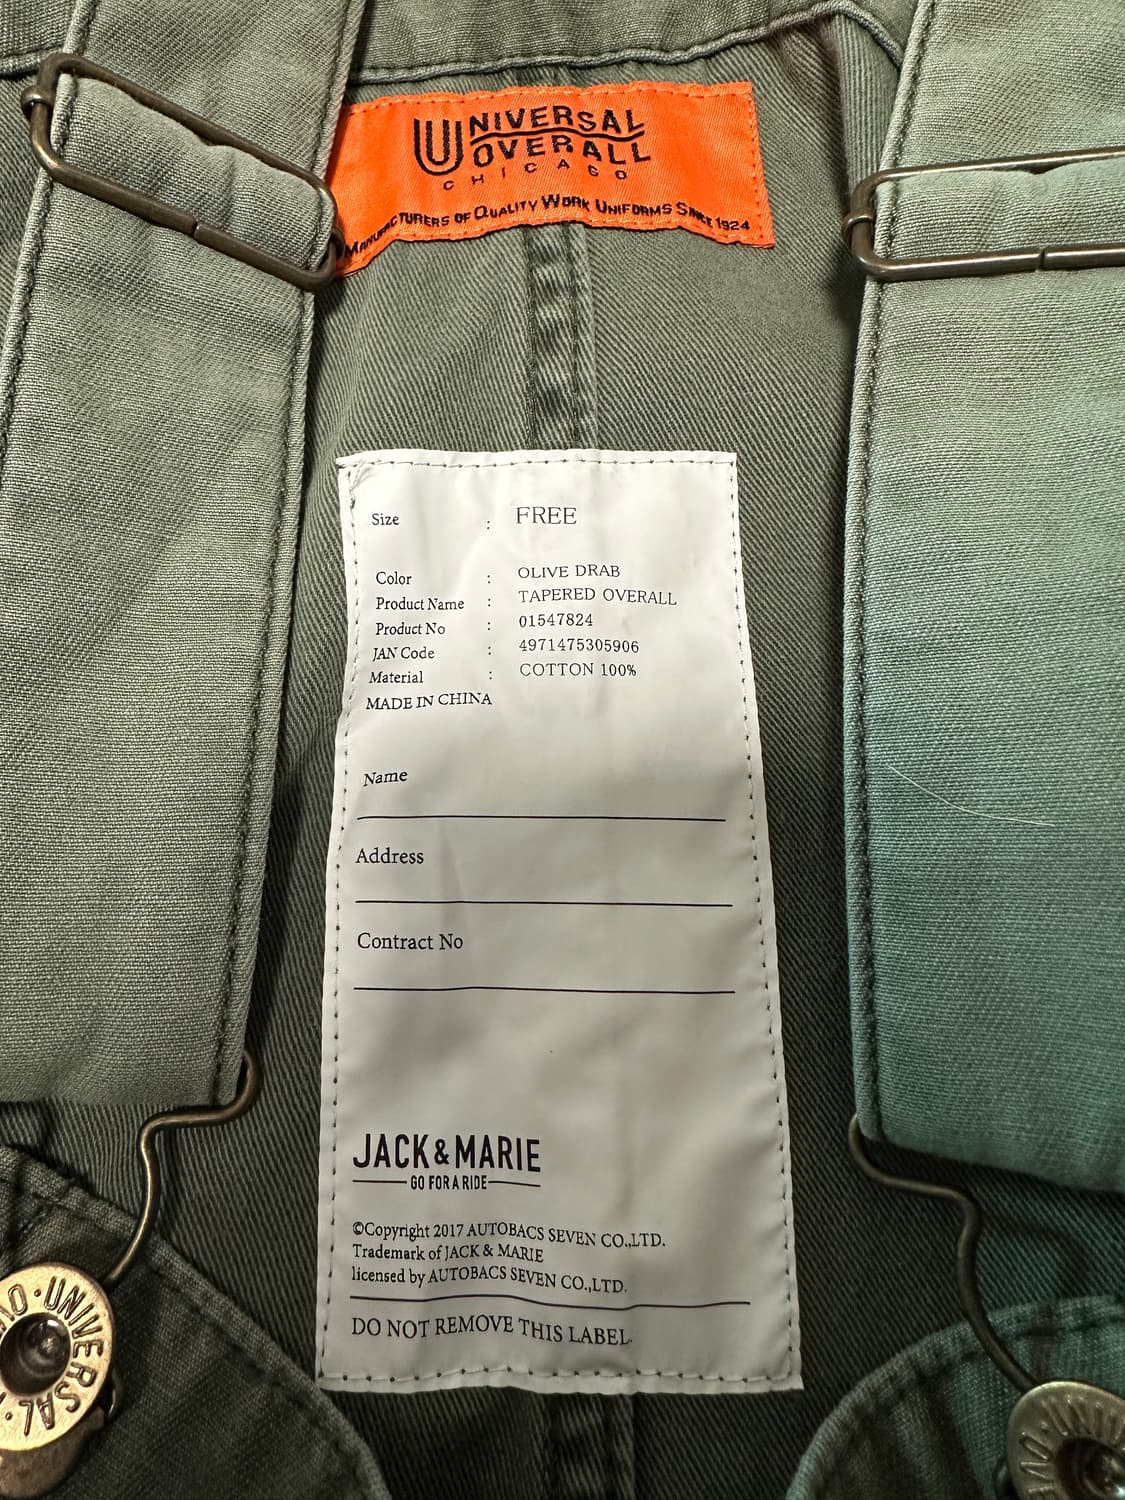 UNIVERSAL
OVERALL
CHICAGO
MANUFACTURERS OF QUALITY WORK UNIFORMS SINCE 1924
Size : FREE
Color : OLIVE DRAB
Product Name : TAPERED OVERALL
Product No : 01547824
JAN Code : 4971475305906
Material : COTTON 100%
MADE IN CHINA
Name
Address
Contract No
JACK & MARIE
GO FOR A RIDE
©Copyright 2017 AUTOBACS SEVEN CO.,LTD.
Trademark of JACK & MARIE
licensed by AUTOBACS SEVEN CO.,LTD.
DO NOT REMOVE THIS LABEL.
UNIVERSAL